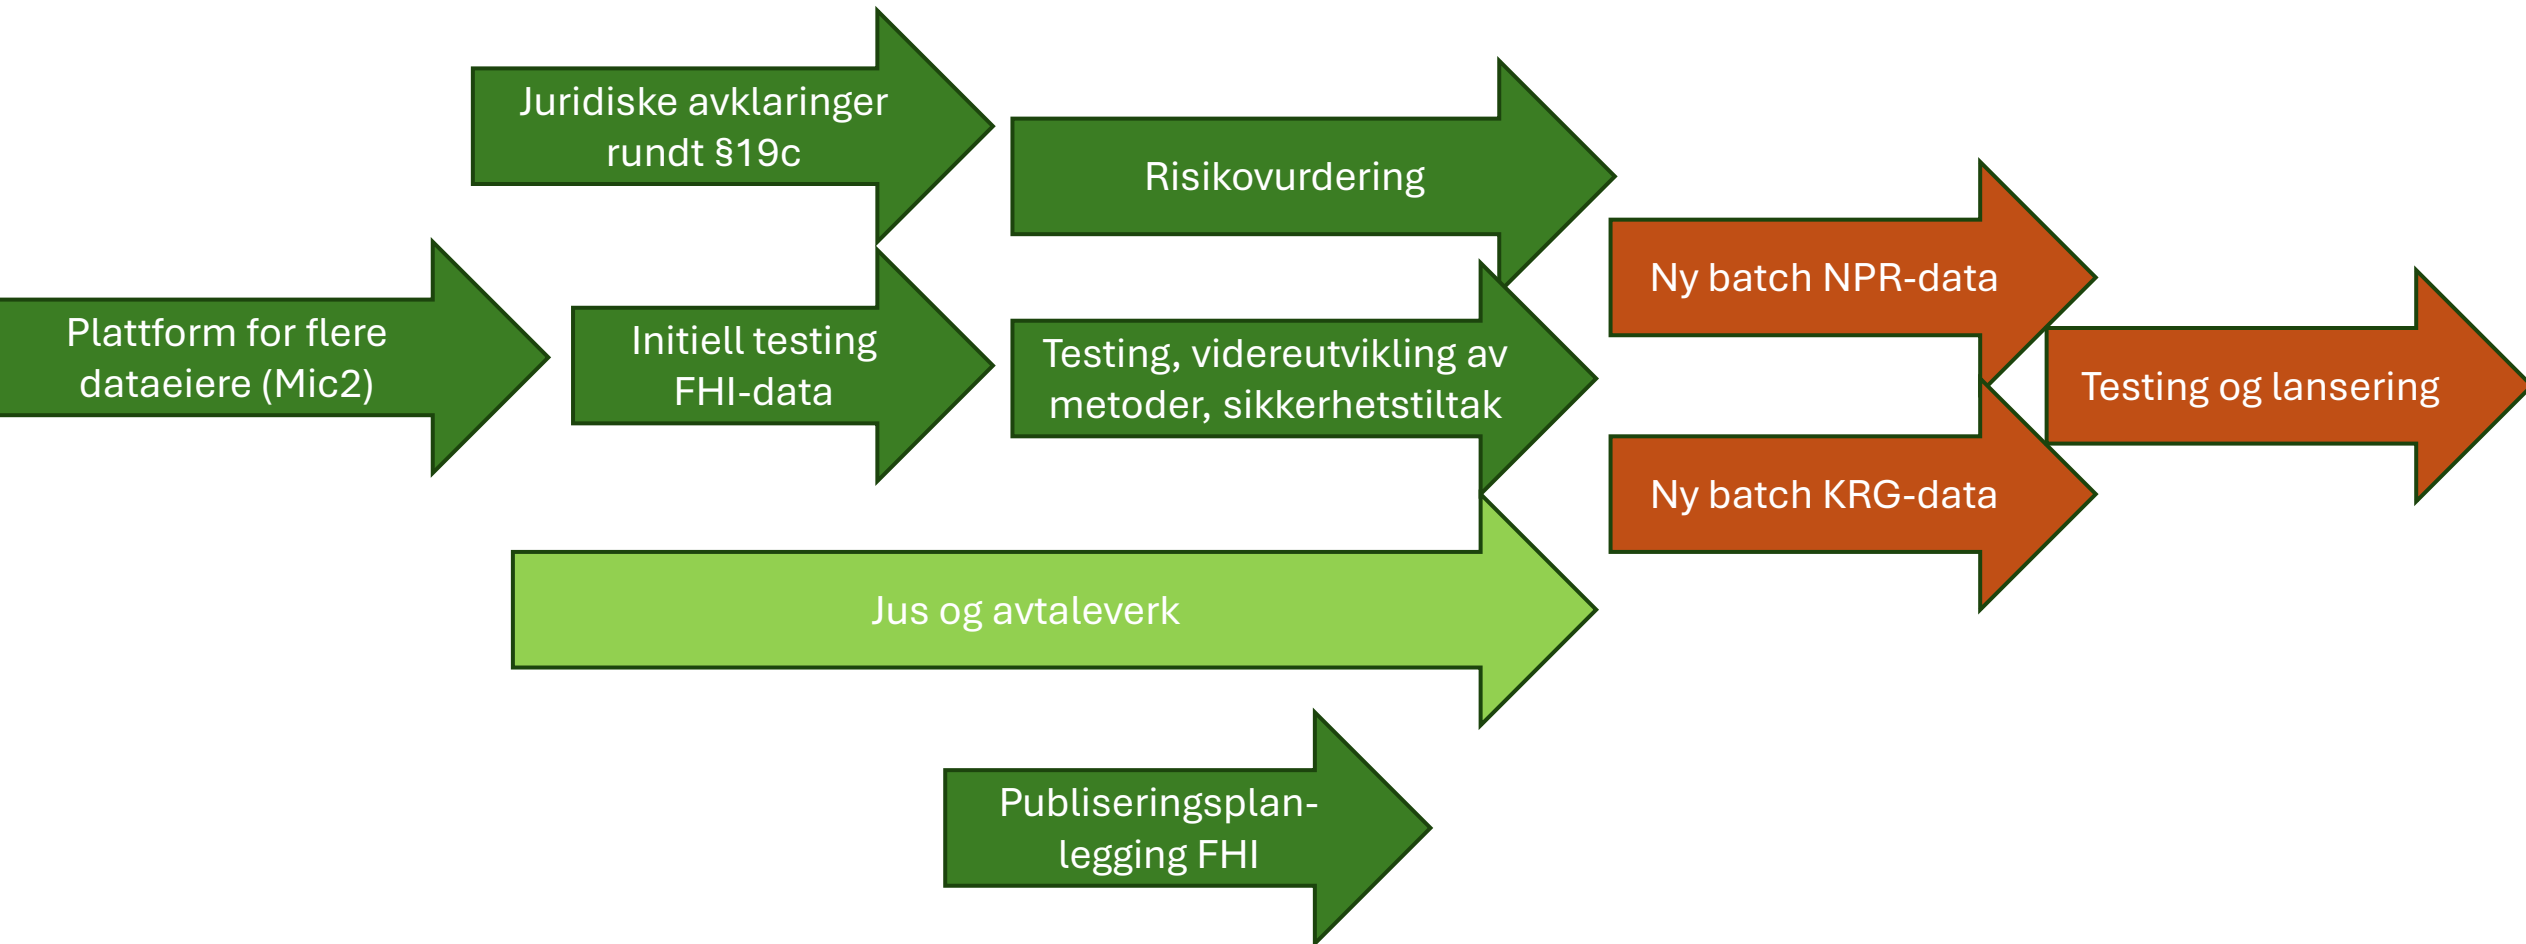 Juridiske avklaringer
rundt §19c
Risikovurdering
Ny batch NPR-data
Plattform for flere
dataeiere (Mic2)
Initiell testing
FHI-data
Testing, videreutvikling av
metoder, sikkerhetstiltak
Testing og lansering
Ny batch KRG-data
Jus og avtaleverk
Publiseringsplan-
legging FHI